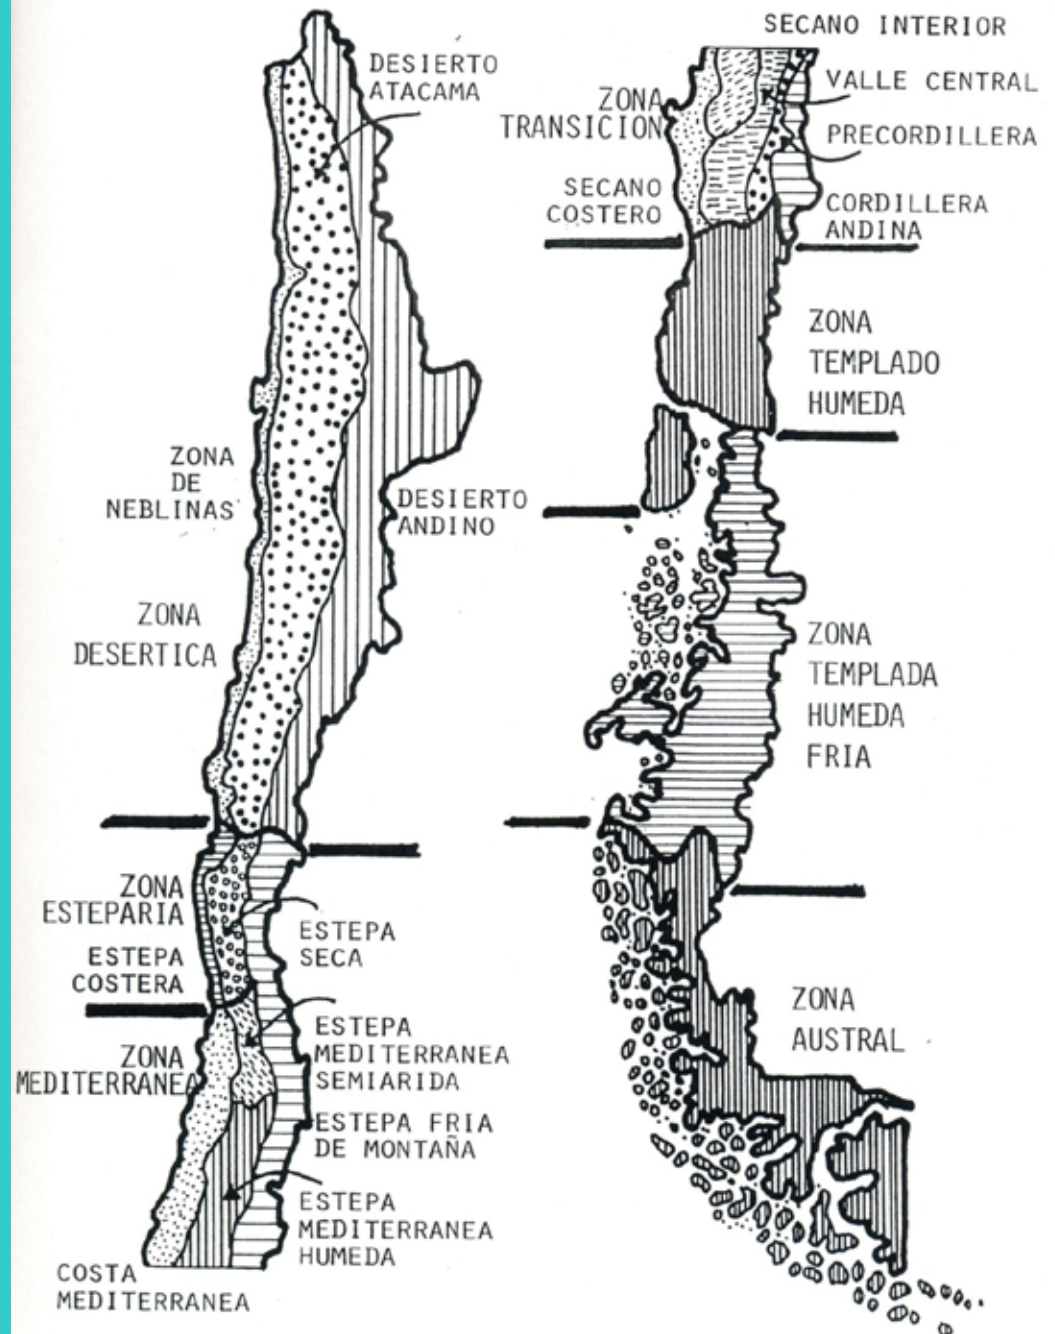 DESIERTO
ATACAMA
ZONA
DE
NEBLINAS
DESIERTO
ANDINO
ZONA
DESERTICA
ZONA
ESTEPARIA
ESTEPA
SECA
ESTEPA
COSTERA
ESTEPA
MEDITERRANEA
SEMIARIDA
ZONA
MEDITERRANEA
ESTEPA FRIA
DE MONTAÑA
ESTEPA
MEDITERRANEA
HUMEDA
COSTA
MEDITERRANEA
SECANO INTERIOR
VALLE CENTRAL
ZONA
TRANSICION
PRECORDILLERA
SECANO
COSTERO
CORDILLERA
ANDINA
ZONA
TEMPLADO
HUMEDA
ZONA
TEMPLADA
HUMEDA
FRIA
ZONA
AUSTRAL